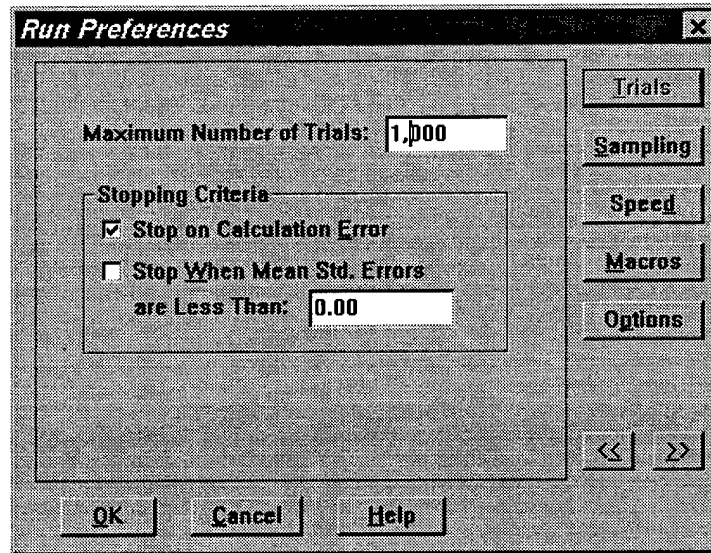 Run Preferences
Trials
Maximum Number of Trials: 1,000
Sampling
Stopping Criteria
Speed
Stop on Calculation Error
Stop When Mean Std. Errors
Macros
are Less Than: 0.00
Options
<< >>
OK Cancel Help